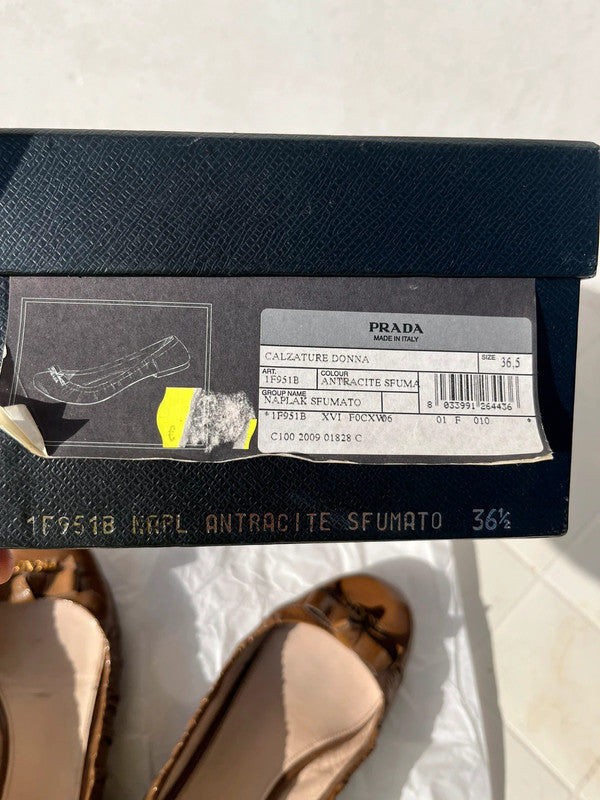 PRADA
MADE IN ITALY
CALZATURE DONNA
SIZE 36,5
ART. COLOUR
1F951B ANTRACITE SFUMA
GROUP NAME
NAPLAK SFUMATO
8 033991 264436
*1F951B XVI F0CXW06 01 F 010 *
C100 2009 01828 C
1F951B NAPL ANTRACITE SFUMATO 36½